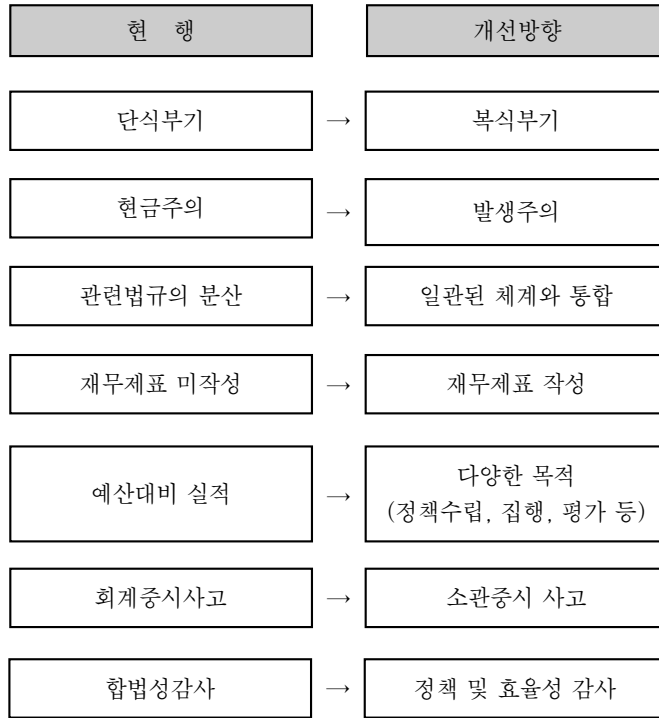 현 행 개선방향
단식부기 → 복식부기
현금주의 → 발생주의
관련법규의 분산 → 일관된 체계와 통합
재무제표 미작성 → 재무제표 작성
예산대비 실적 → 다양한 목적
(정책수립, 집행, 평가 등)
회계중시사고 → 소관중시 사고
합법성감사 → 정책 및 효율성 감사